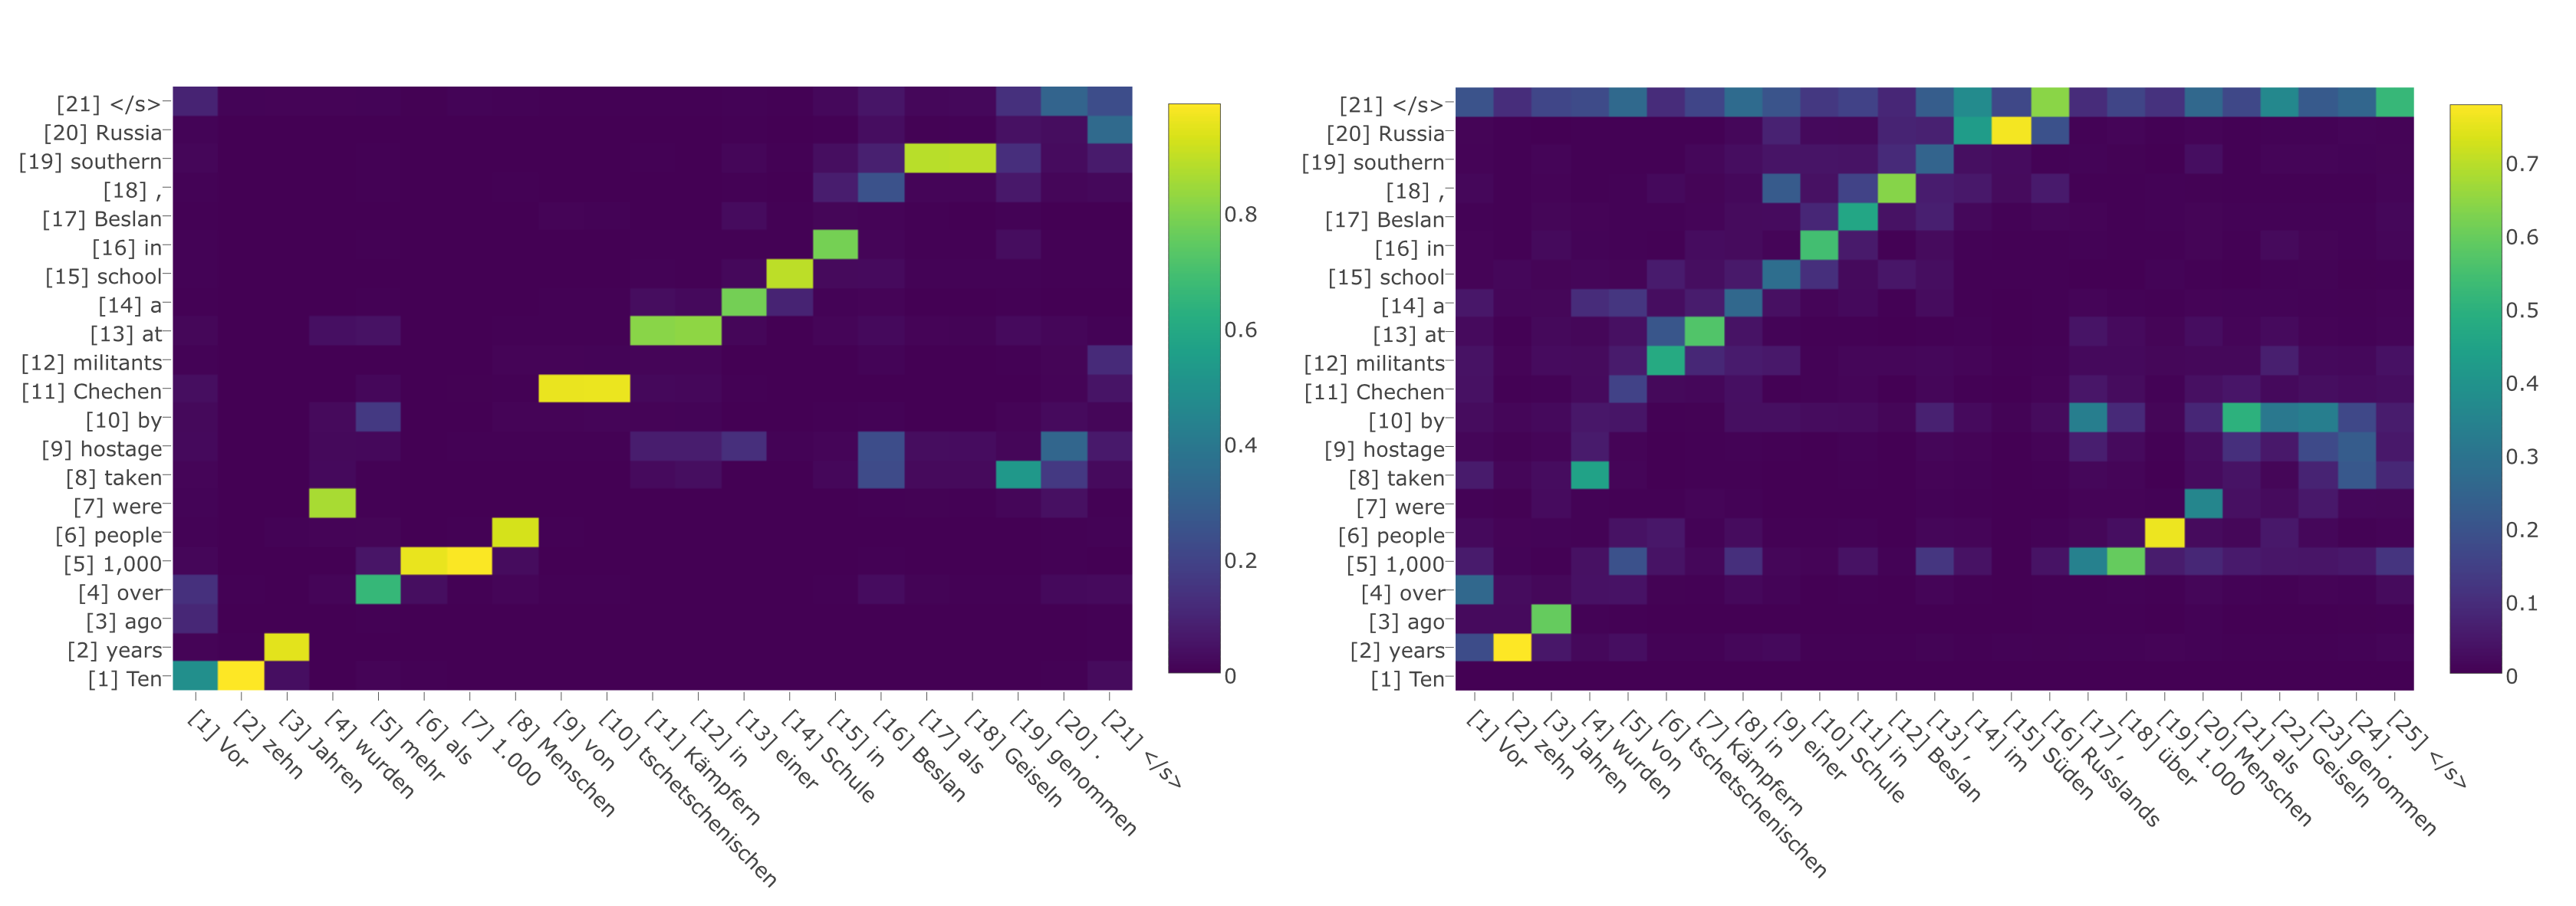 [21] </s>
[20] Russia
[19] southern
[18] ,
[17] Beslan
[16] in
[15] school
[14] a
[13] at
[12] militants
[11] Chechen
[10] by
[9] hostage
[8] taken
[7] were
[6] people
[5] 1,000
[4] over
[3] ago
[2] years
[1] Ten
[1] Vor
[2] zehn
[3] Jahren
[4] wurden
[5] mehr
[6] als
[7] 1.000
[8] Menschen
[9] von
[10] tschetschenischen
[11] Kämpfern
[12] in
[13] einer
[14] Schule
[15] in
[16] Beslan
[17] als
[18] Geiseln
[19] genommen
[20] .
[21] </s>
0.8
0.6
0.4
0.2
0
[21] </s>
[20] Russia
[19] southern
[18] ,
[17] Beslan
[16] in
[15] school
[14] a
[13] at
[12] militants
[11] Chechen
[10] by
[9] hostage
[8] taken
[7] were
[6] people
[5] 1,000
[4] over
[3] ago
[2] years
[1] Ten
[1] Vor
[2] zehn
[3] Jahren
[4] wurden
[5] von
[6] tschetschenischen
[7] Kämpfern
[8] in
[9] einer
[10] Schule
[11] in
[12] Beslan
[13] ,
[14] im
[15] Süden
[16] Russlands
[17] ,
[18] über
[19] 1.000
[20] Menschen
[21] als
[22] Geiseln
[23] genommen
[24] .
[25] </s>
0.7
0.6
0.5
0.4
0.3
0.2
0.1
0